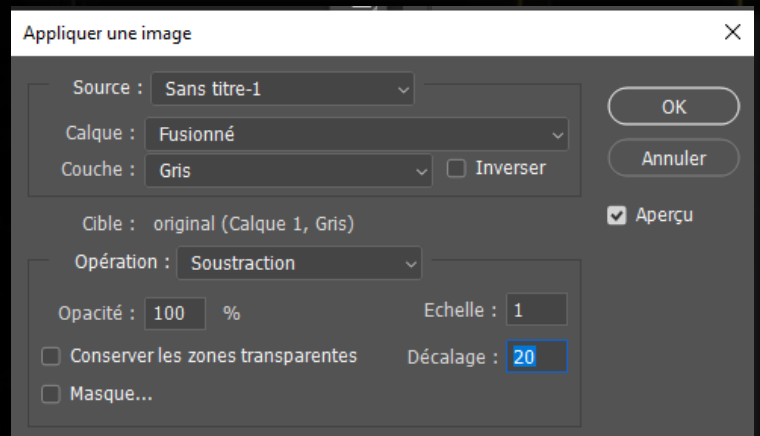 Appliquer une image
Source : Sans titre-1
OK
Calque : Fusionné
Annuler
Couche : Gris Inverser
Aperçu
Cible : original (Calque 1, Gris)
Opération : Soustraction
Opacité : 100 % Echelle : 1
Conserver les zones transparentes Décalage : 20
Masque...